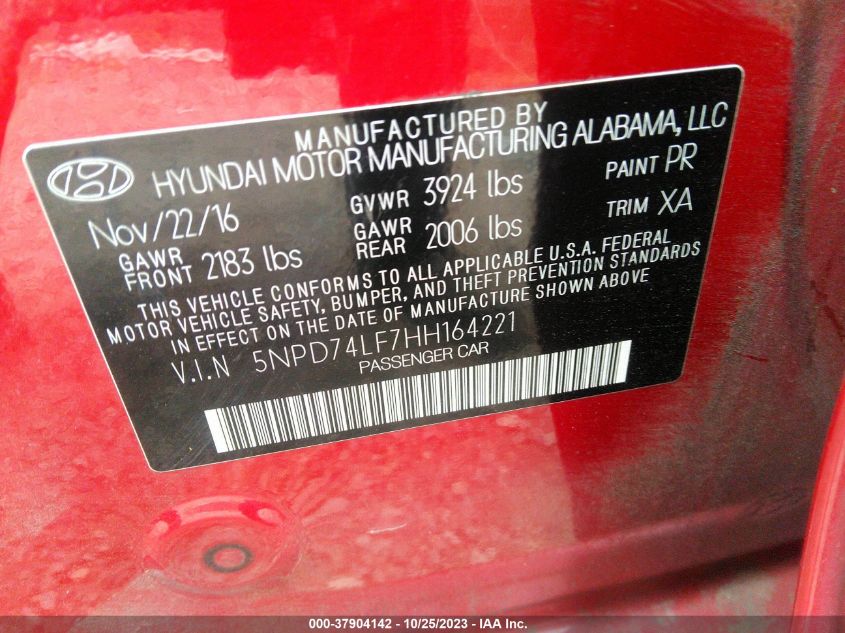 MANUFACTURED BY
HYUNDAI MOTOR MANUFACTURING ALABAMA, LLC
Nov/22/16 GVWR 3924 lbs PAINT PR
GAWR FRONT 2183 lbs GAWR REAR 2006 lbs TRIM XA
THIS VEHICLE CONFORMS TO ALL APPLICABLE U.S.A. FEDERAL
MOTOR VEHICLE SAFETY, BUMPER, AND THEFT PREVENTION STANDARDS
IN EFFECT ON THE DATE OF MANUFACTURE SHOWN ABOVE
V.I.N 5NPD74LF7HH164221
PASSENGER CAR
000-37904142 - 10/25/2023 - IAA Inc.